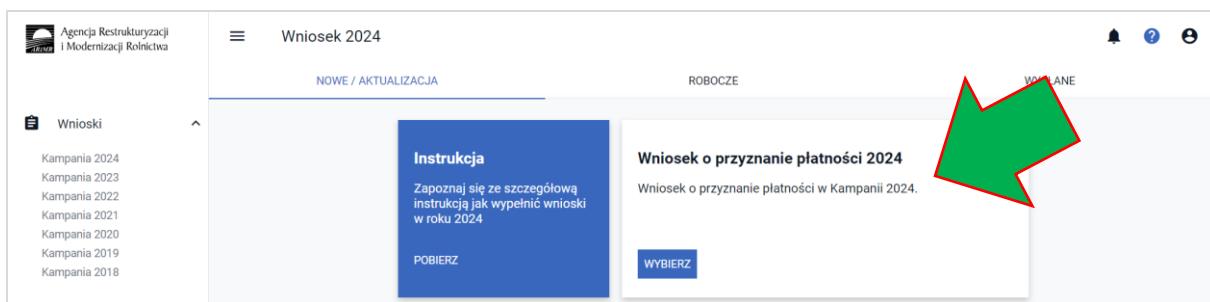 Agencja Restrukturyzacji
i Modernizacji Rolnictwa
ARiMR
Wniosek 2024
NOWE / AKTUALIZACJA
ROBOCZE
Wnioski
Kampania 2024
Kampania 2023
Kampania 2022
Kampania 2021
Kampania 2020
Kampania 2019
Kampania 2018
Instrukcja
Zapoznaj się ze szczegółową
instrukcją jak wypełnić wnioski
w roku 2024
POBIERZ
Wniosek o przyznanie płatności 2024
Wniosek o przyznanie płatności w Kampanii 2024.
WYBIERZ